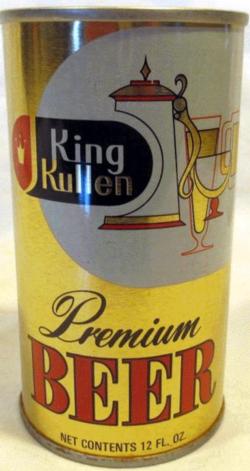 King
Kullen
Premium
BEER
NET CONTENTS 12 FL. OZ.